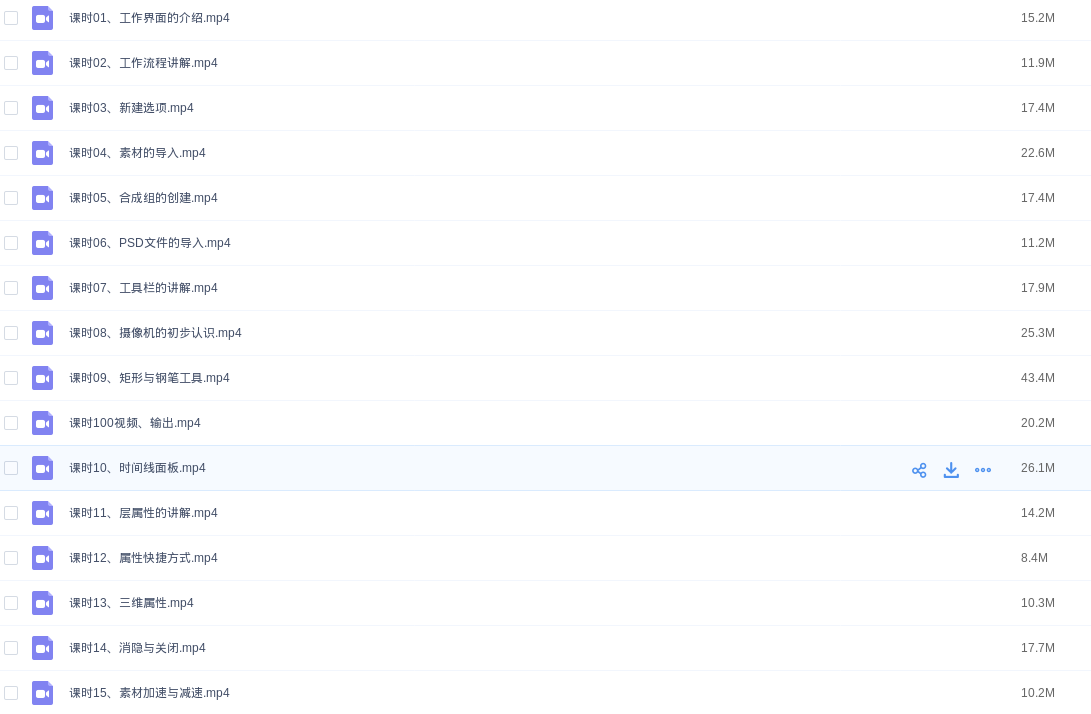 课时01、工作界面的介绍.mp4 15.2M
课时02、工作流程讲解.mp4 11.9M
课时03、新建选项.mp4 17.4M
课时04、素材的导入.mp4 22.6M
课时05、合成组的创建.mp4 17.4M
课时06、PSD文件的导入.mp4 11.2M
课时07、工具栏的讲解.mp4 17.9M
课时08、摄像机的初步认识.mp4 25.3M
课时09、矩形与钢笔工具.mp4 43.4M
课时100视频、输出.mp4 20.2M
课时10、时间线面板.mp4 26.1M
课时11、层属性的讲解.mp4 14.2M
课时12、属性快捷方式.mp4 8.4M
课时13、三维属性.mp4 10.3M
课时14、消隐与关闭.mp4 17.7M
课时15、素材加速与减速.mp4 10.2M